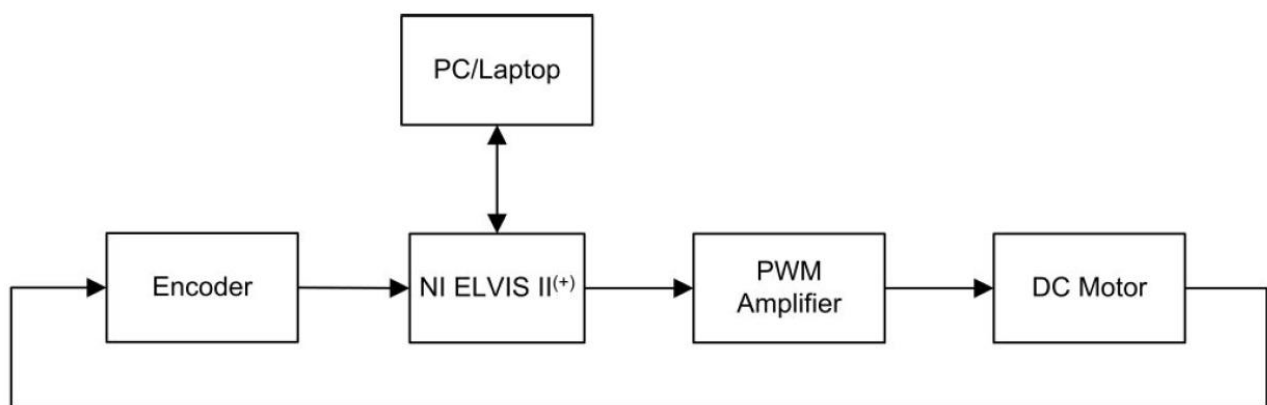 PC/Laptop
Encoder
NI ELVIS II(+)
PWM
Amplifier
DC Motor